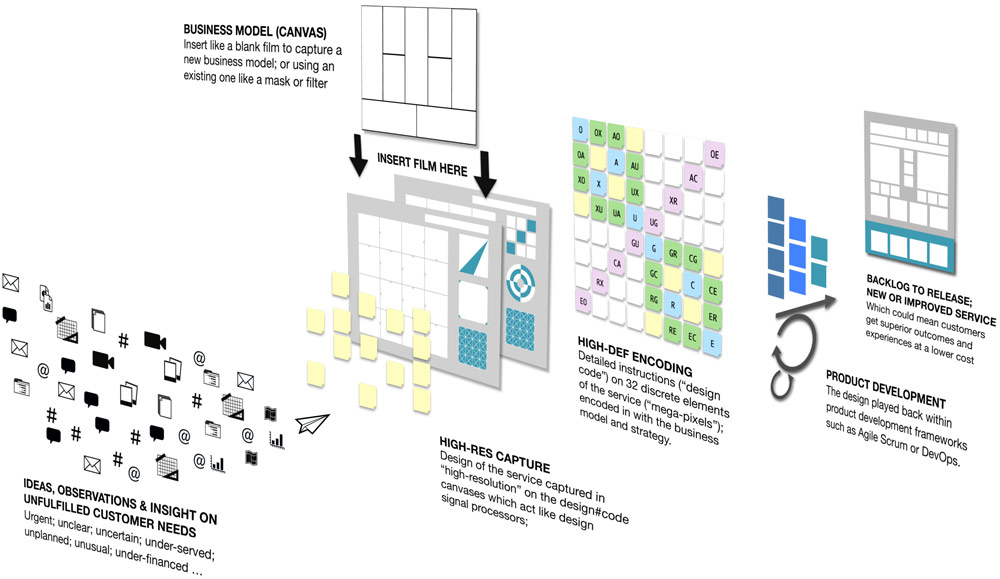 BUSINESS MODEL (CANVAS)
Insert like a blank film to capture a
new business model; or using an
existing one like a mask or filter
INSERT FILM HERE
IDEAS, OBSERVATIONS & INSIGHT ON
UNFULFILLED CUSTOMER NEEDS
Urgent; unclear; uncertain; under-served;
unplanned; unusual; under-financed ...
HIGH-RES CAPTURE
Design of the service captured in
“high-resolution” on the design#code
canvases which act like design
signal processors;
O OX AO OE
OA A AU AC
XO X UX XR
XU UA U UG
GU G GR CG
CA GC C CE
RX RG R ER
EO RE EC E
HIGH-DEF ENCODING
Detailed instructions (“design
code”) on 32 discrete elements
of the service (“mega-pixels”);
encoded in with the business
model and strategy.
BACKLOG TO RELEASE;
NEW OR IMPROVED SERVICE
Which could mean customers
get superior outcomes and
experiences at a lower cost
PRODUCT DEVELOPMENT
The design played back within
product development frameworks
such as Agile Scrum or DevOps.